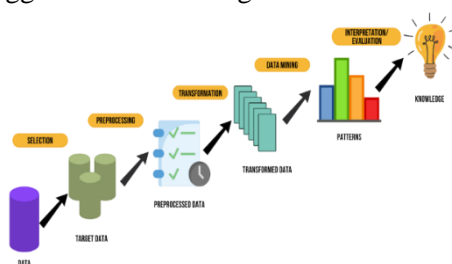 INTERPRETATION/
EVALUATION
DATA MINING
TRANSFORMATION
PREPROCESSING
SELECTION
KNOWLEDGE
PATTERNS
TRANSFORMED DATA
PREPROCESSED DATA
TARGET DATA
DATA